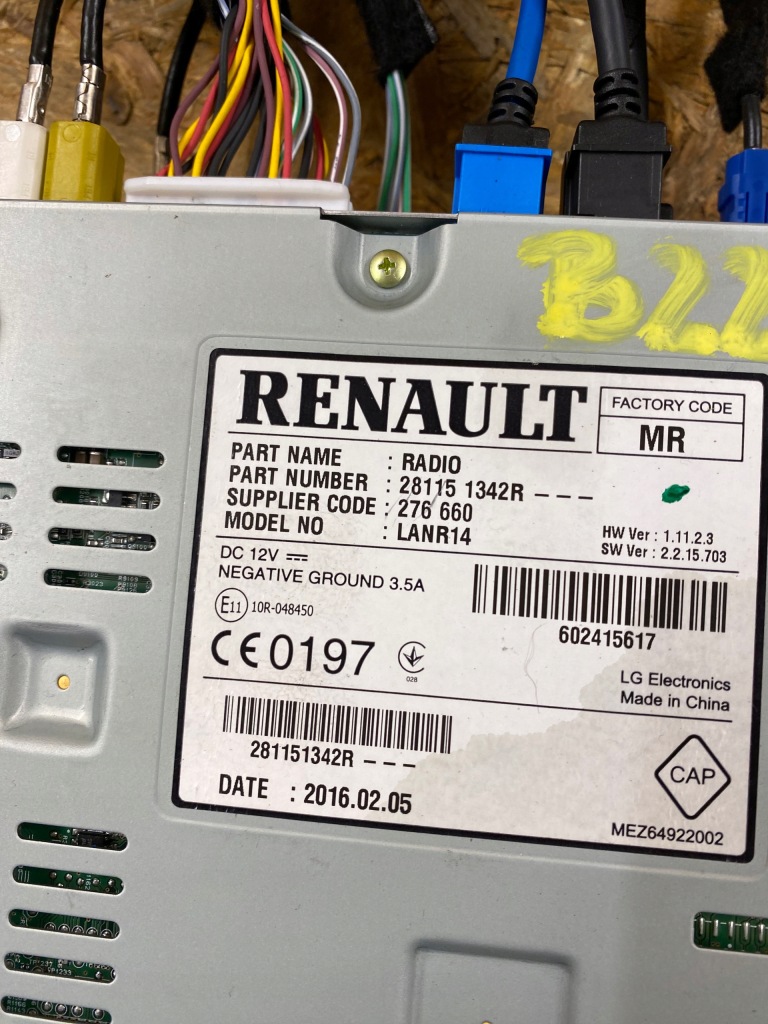 B22
RENAULT
FACTORY CODE
MR
PART NAME : RADIO
PART NUMBER : 28115 1342R - - -
SUPPLIER CODE : 276 660
MODEL NO : LANR14
HW Ver : 1.11.2.3
SW Ver : 2.2.15.703
DC 12V
NEGATIVE GROUND 3.5A
E11 10R-048450
602415617
CE0197
028
LG Electronics
Made in China
281151342R - - -
DATE : 2016.02.05
CAP
MEZ64922002